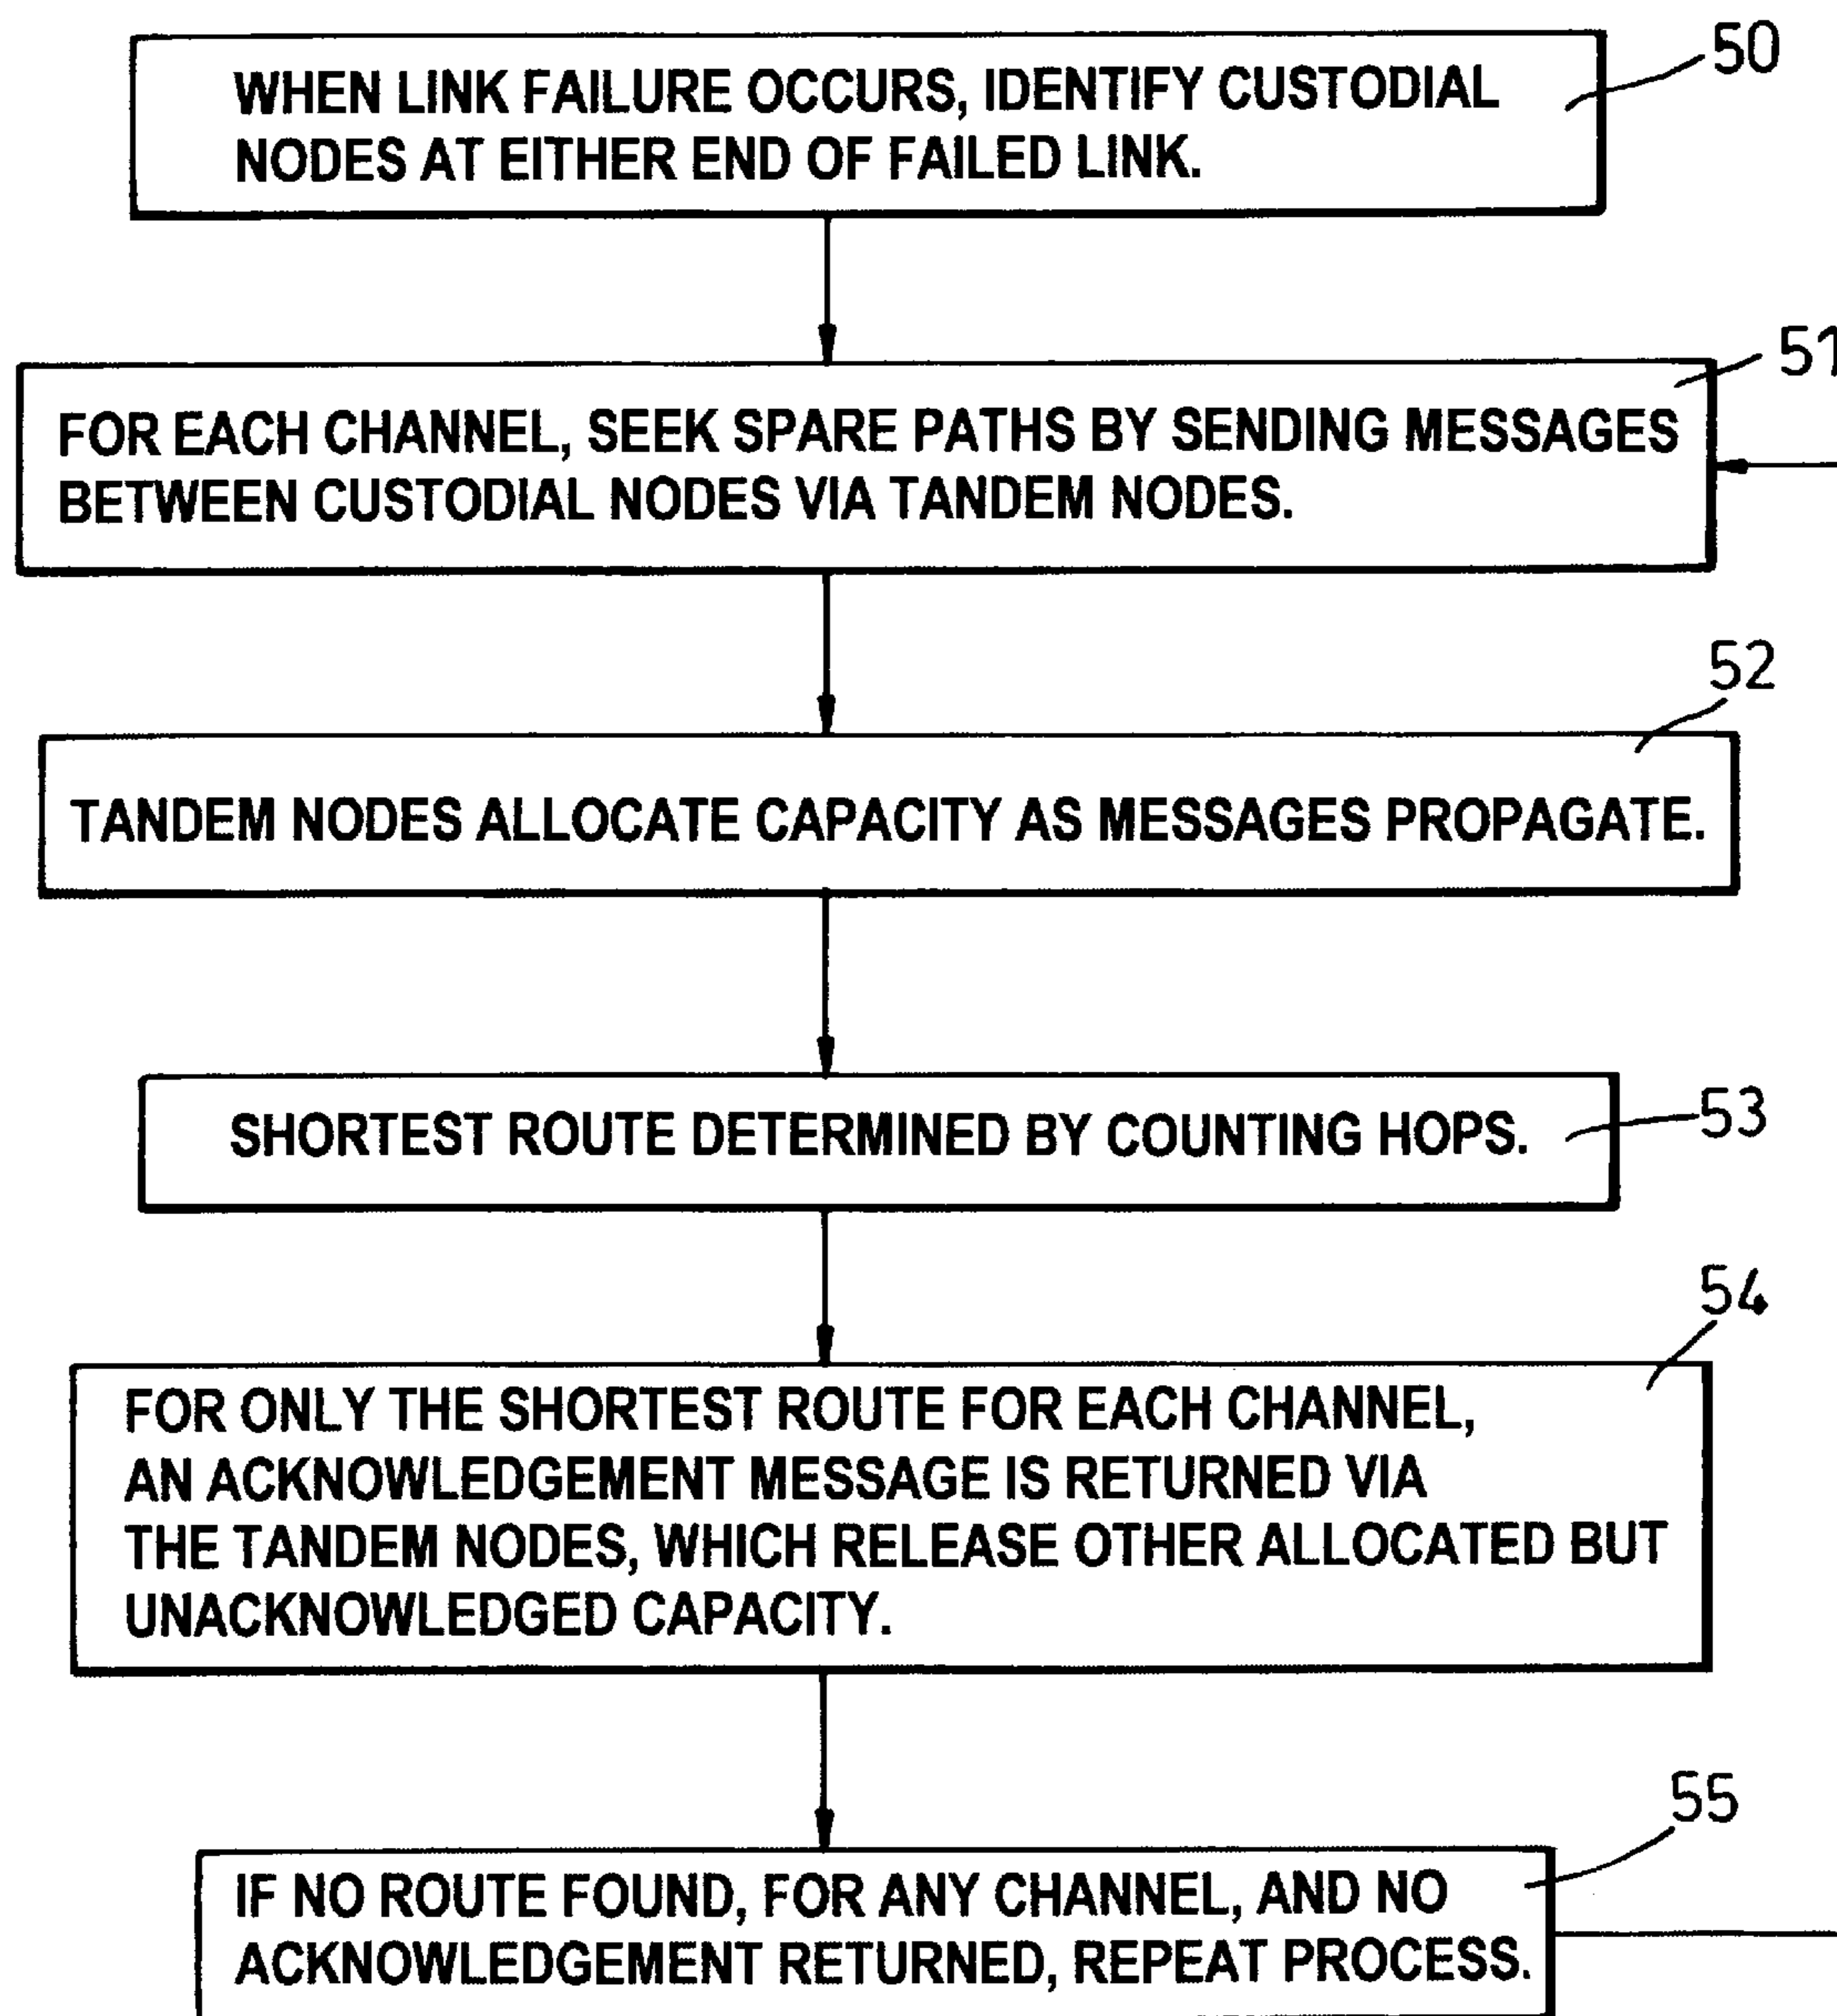 50
WHEN LINK FAILURE OCCURS, IDENTIFY CUSTODIAL
NODES AT EITHER END OF FAILED LINK.
51
FOR EACH CHANNEL, SEEK SPARE PATHS BY SENDING MESSAGES
BETWEEN CUSTODIAL NODES VIA TANDEM NODES.
52
TANDEM NODES ALLOCATE CAPACITY AS MESSAGES PROPAGATE.
53
SHORTEST ROUTE DETERMINED BY COUNTING HOPS.
54
FOR ONLY THE SHORTEST ROUTE FOR EACH CHANNEL,
AN ACKNOWLEDGEMENT MESSAGE IS RETURNED VIA
THE TANDEM NODES, WHICH RELEASE OTHER ALLOCATED BUT
UNACKNOWLEDGED CAPACITY.
55
IF NO ROUTE FOUND, FOR ANY CHANNEL, AND NO
ACKNOWLEDGEMENT RETURNED, REPEAT PROCESS.